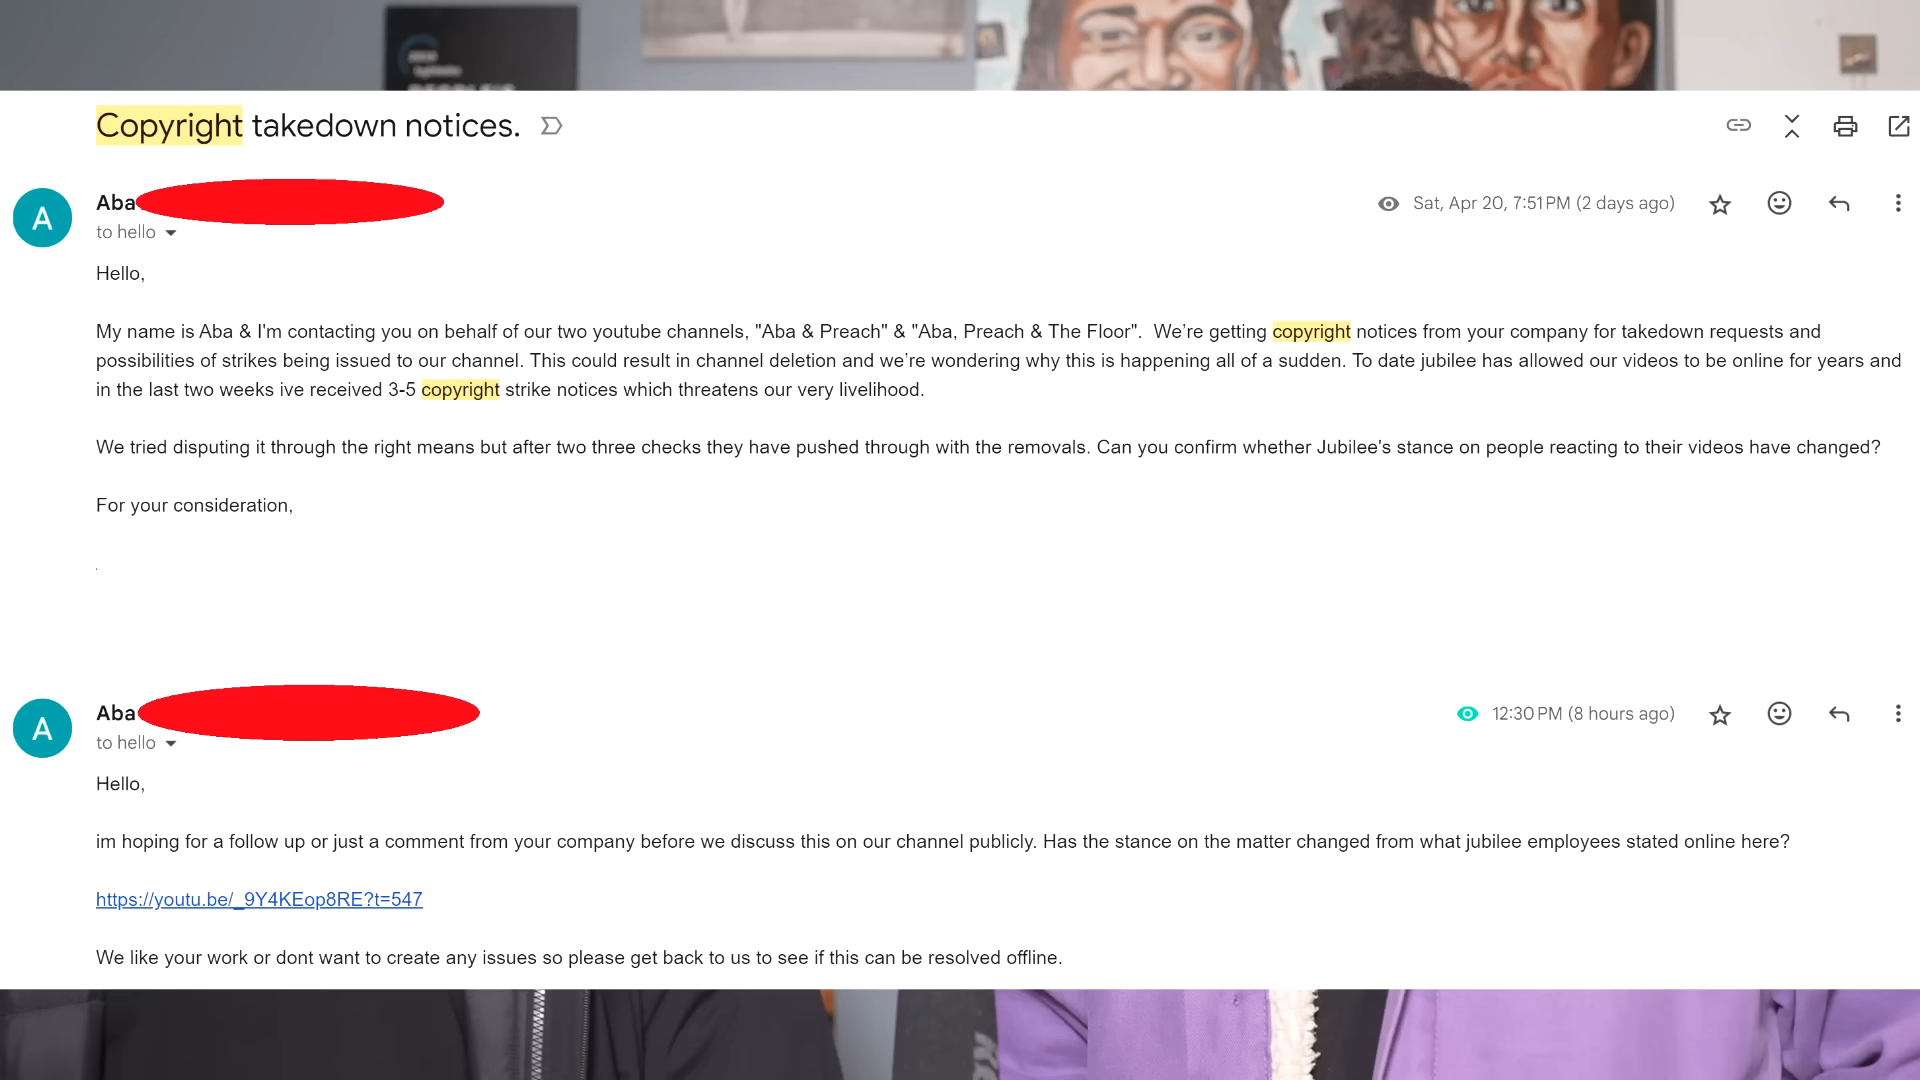 Copyright takedown notices.
A
Aba
Sat, Apr 20, 7:51 PM (2 days ago)
to hello
Hello,
My name is Aba & I'm contacting you on behalf of our two youtube channels, "Aba & Preach" & "Aba, Preach & The Floor".  We're getting copyright notices from your company for takedown requests and
possibilities of strikes being issued to our channel. This could result in channel deletion and we're wondering why this is happening all of a sudden. To date jubilee has allowed our videos to be online for years and
in the last two weeks ive received 3-5 copyright strike notices which threatens our very livelihood.
We tried disputing it through the right means but after two three checks they have pushed through with the removals. Can you confirm whether Jubilee's stance on people reacting to their videos have changed?
For your consideration,
.
A
Aba
12:30 PM (8 hours ago)
to hello
Hello,
im hoping for a follow up or just a comment from your company before we discuss this on our channel publicly. Has the stance on the matter changed from what jubilee employees stated online here?
https://youtu.be/_9Y4KEop8RE?t=547
We like your work or dont want to create any issues so please get back to us to see if this can be resolved offline.